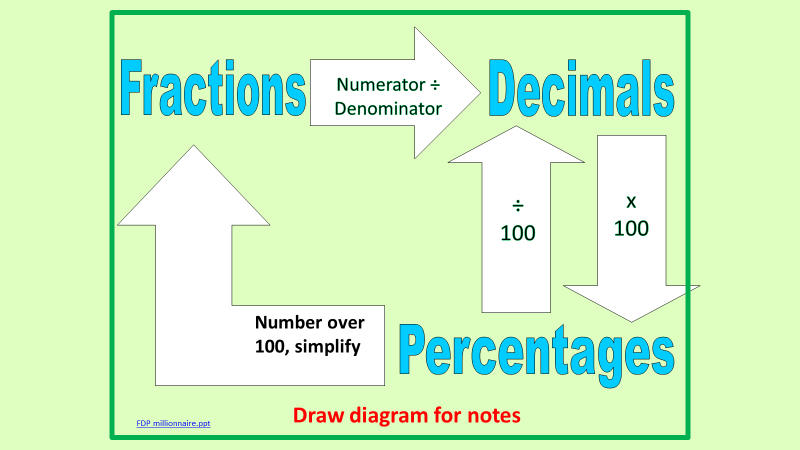 Fractions
Numerator ÷
Denominator
Decimals
÷
100
x
100
Number over
100, simplify
Percentages
Draw diagram for notes
FDP millionnaire.ppt